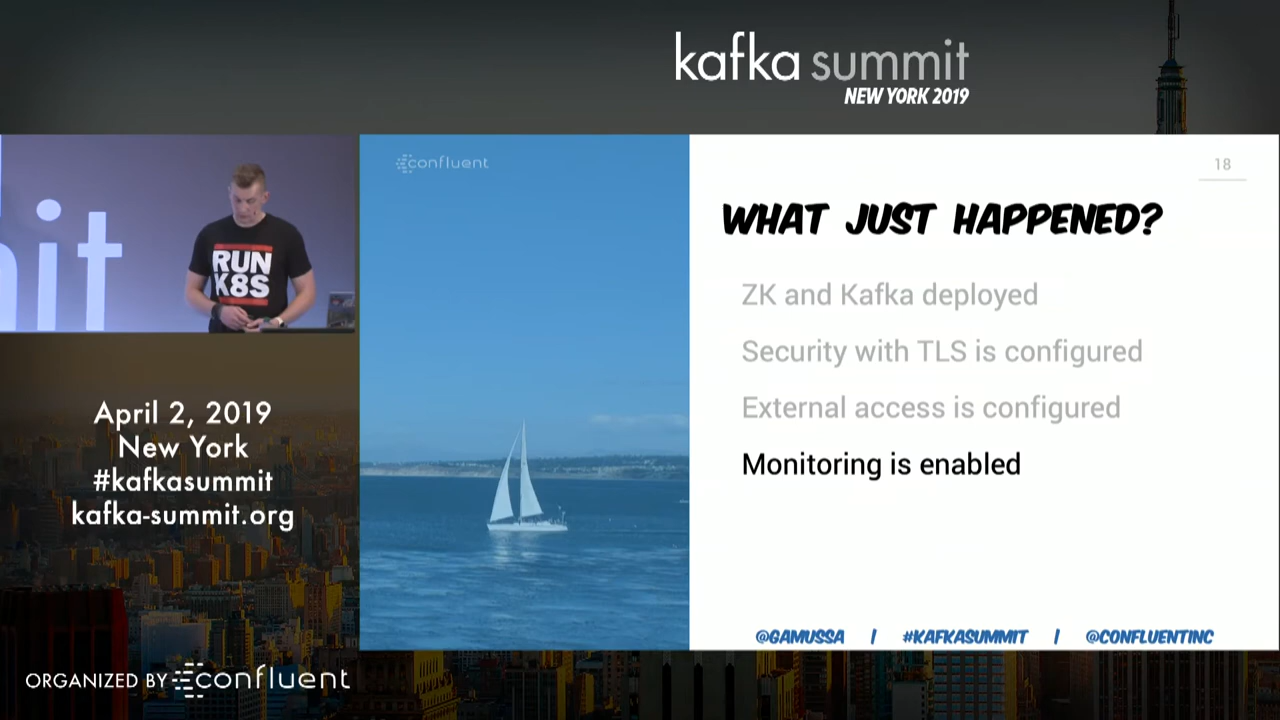 kafka summit
NEW YORK 2019
mit
RUN
K8S
April 2, 2019
New York
#kafkasummit
kafka-summit.org
ORGANIZED BY confluent
confluent
18
WHAT JUST HAPPENED?
ZK and Kafka deployed
Security with TLS is configured
External access is configured
Monitoring is enabled
@GAMUSSA | #KAFKASUMMIT | @CONFLUENTINC